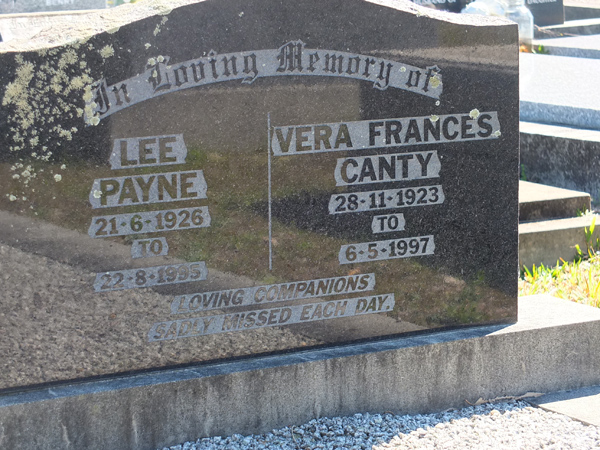 In Loving Memory of
LEE
PAYNE
21-6-1926
TO
22-8-1995
VERA FRANCES
CANTY
28-11-1923
TO
6-5-1997
LOVING COMPANIONS
SADLY MISSED EACH DAY.